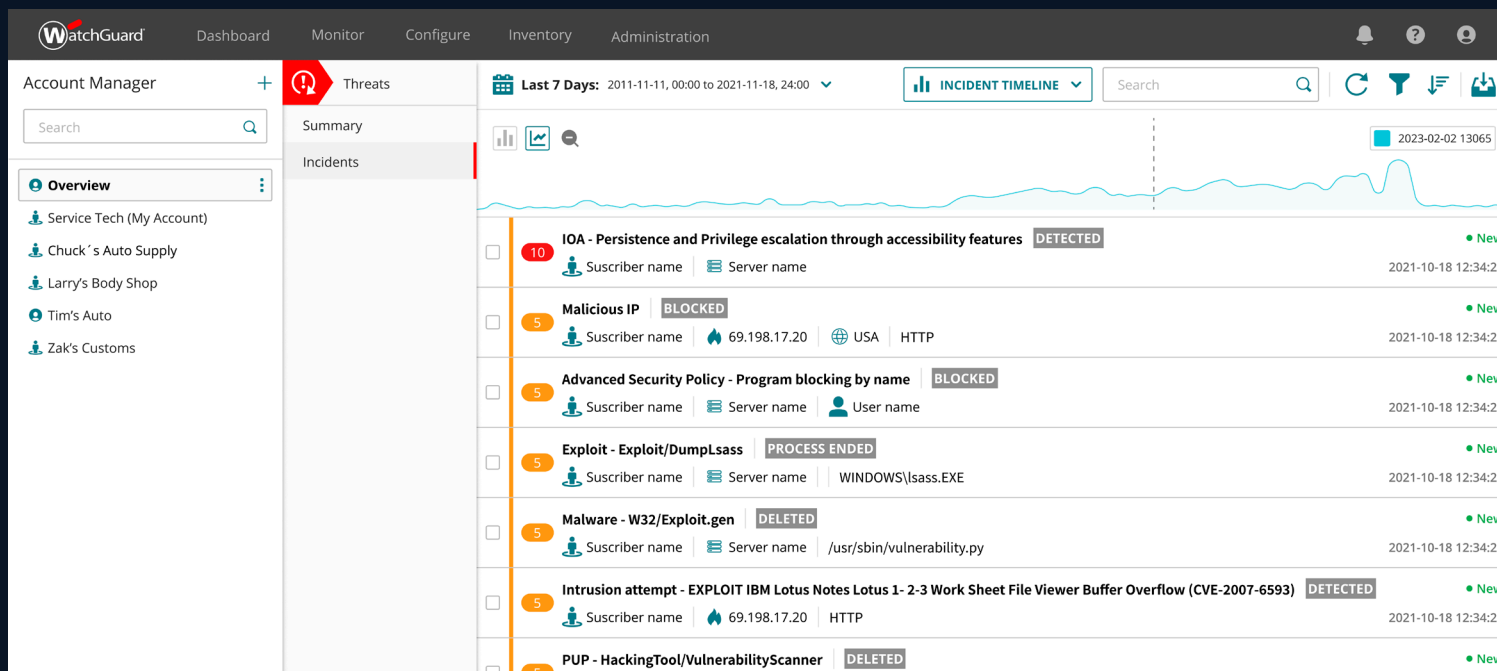 WatchGuard
Dashboard
Monitor
Configure
Inventory
Administration
Account Manager
Search
Overview
Service Tech (My Account)
Chuck´s Auto Supply
Larry's Body Shop
Tim's Auto
Zak's Customs
Threats
Summary
Incidents
Last 7 Days: 2011-11-11, 00:00 to 2021-11-18, 24:00
INCIDENT TIMELINE
Search
2023-02-02 13065
10 IOA - Persistence and Privilege escalation through accessibility features DETECTED New
Suscriber name Server name 2021-10-18 12:34:2
5 Malicious IP BLOCKED New
Suscriber name 69.198.17.20 USA HTTP 2021-10-18 12:34:2
5 Advanced Security Policy - Program blocking by name BLOCKED New
Suscriber name Server name User name 2021-10-18 12:34:2
5 Exploit - Exploit/DumpLsass PROCESS ENDED New
Suscriber name Server name WINDOWS\lsass.EXE 2021-10-18 12:34:2
5 Malware - W32/Exploit.gen DELETED New
Suscriber name Server name /usr/sbin/vulnerability.py 2021-10-18 12:34:2
5 Intrusion attempt - EXPLOIT IBM Lotus Notes Lotus 1- 2-3 Work Sheet File Viewer Buffer Overflow (CVE-2007-6593) DETECTED New
Suscriber name 69.198.17.20 HTTP 2021-10-18 12:34:2
PUP - HackingTool/VulnerabilityScanner DELETED New